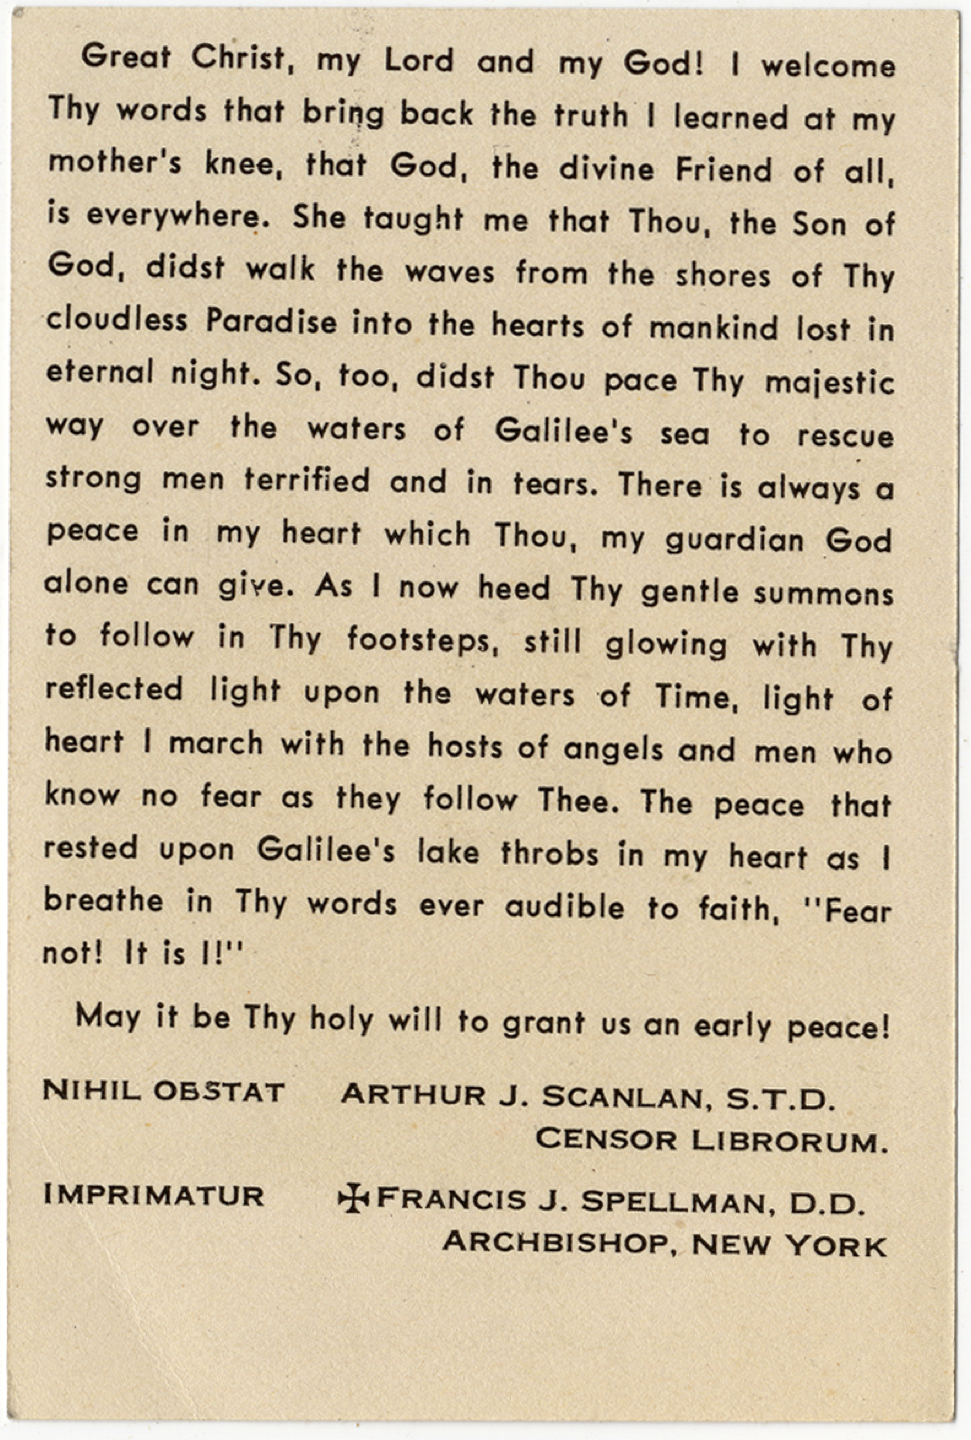 Great Christ, my Lord and my God! I welcome
Thy words that bring back the truth I learned at my
mother's knee, that God, the divine Friend of all,
is everywhere. She taught me that Thou, the Son of
God, didst walk the waves from the shores of Thy
cloudless Paradise into the hearts of mankind lost in
eternal night. So, too, didst Thou pace Thy majestic
way over the waters of Galilee's sea to rescue
strong men terrified and in tears. There is always a
peace in my heart which Thou, my guardian God
alone can give. As I now heed Thy gentle summons
to follow in Thy footsteps, still glowing with Thy
reflected light upon the waters of Time, light of
heart I march with the hosts of angels and men who
know no fear as they follow Thee. The peace that
rested upon Galilee's lake throbs in my heart as I
breathe in Thy words ever audible to faith, "Fear
not! It is I!"
May it be Thy holy will to grant us an early peace!
NIHIL OBSTAT ARTHUR J. SCANLAN, S.T.D.
CENSOR LIBRORUM.
IMPRIMATUR ✠FRANCIS J. SPELLMAN, D.D.
ARCHBISHOP, NEW YORK